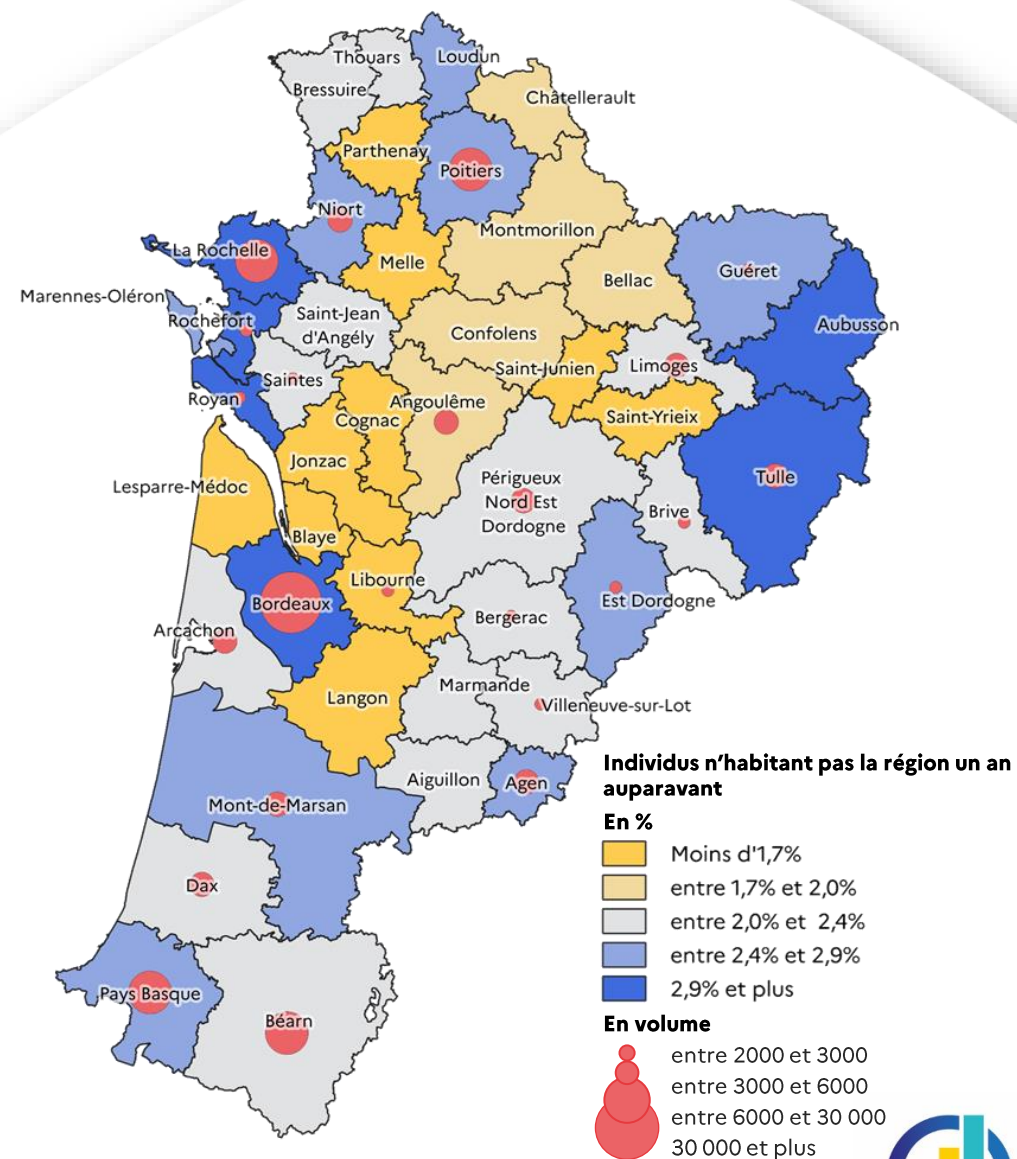 Thouars
Loudun
Bressuire
Châtellerault
Parthenay
Poitiers
Niort
Montmorillon
La Rochelle
Melle
Guéret
Bellac
Marennes-Oléron
Rochefort
Saint-Jean
d'Angély
Confolens
Aubusson
Saint-Junien
Limoges
Saintes
Royan
Angoulême
Cognac
Saint-Yrieix
Jonzac
Lesparre-Médoc
Périgueux
Nord Est
Dordogne
Tulle
Brive
Blaye
Libourne
Bordeaux
Est Dordogne
Bergerac
Arcachon
Marmande
Langon
Villeneuve-sur-Lot
Aiguillon
Agen
Mont-de-Marsan
Dax
Pays Basque
Béarn
Individus n'habitant pas la région un an
auparavant
En %
Moins d'1,7%
entre 1,7% et 2,0%
entre 2,0% et 2,4%
entre 2,4% et 2,9%
2,9% et plus
En volume
entre 2000 et 3000
entre 3000 et 6000
entre 6000 et 30 000
30 000 et plus